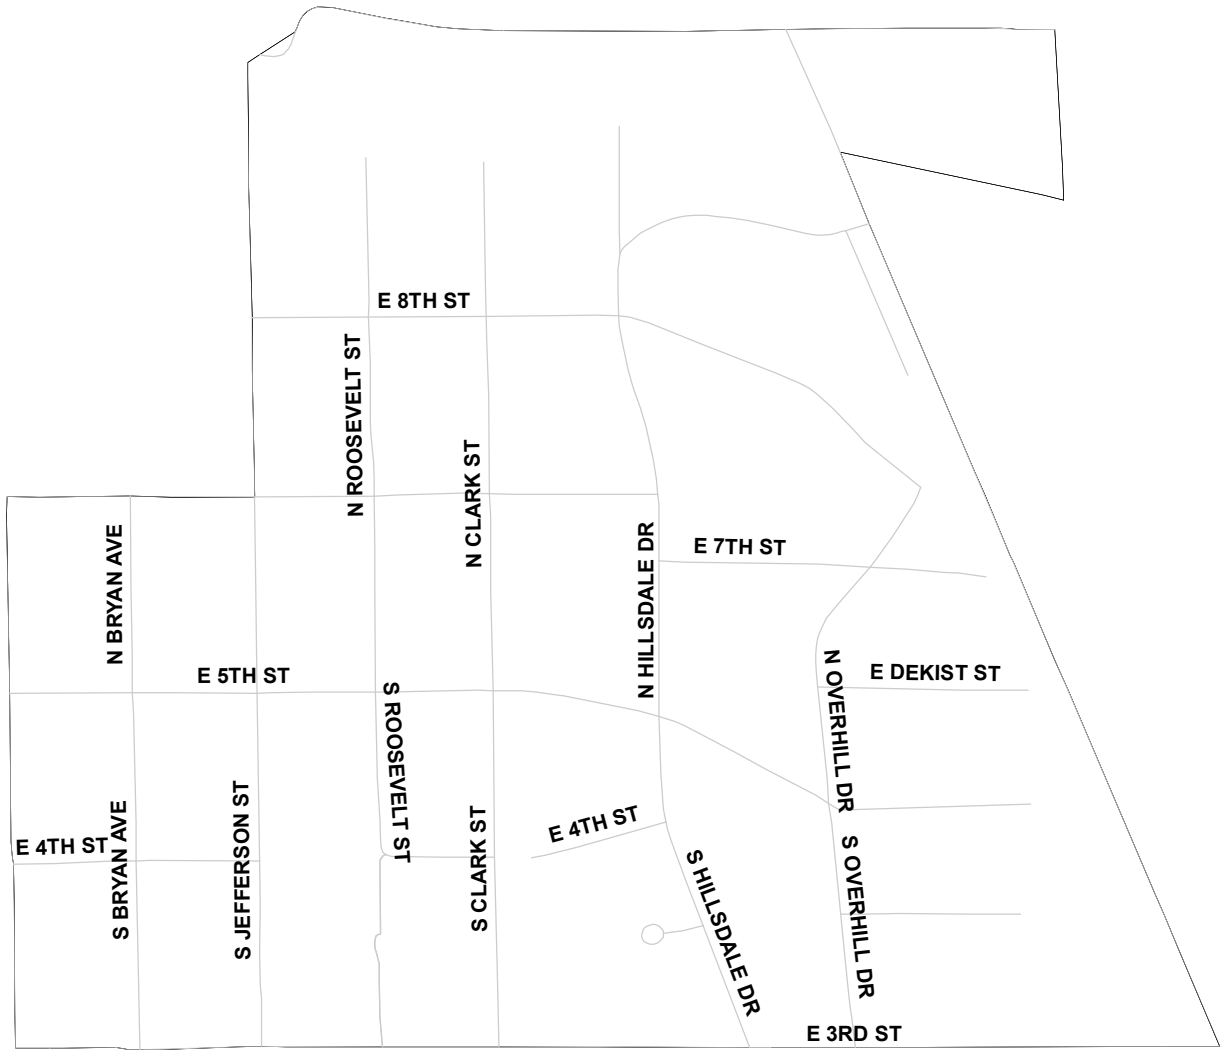 E 8TH ST
N ROOSEVELT ST
N CLARK ST
N BRYAN AVE
N HILLSDALE DR
E 7TH ST
E 5TH ST
N OVERHILL DR
E DEKIST ST
S ROOSEVELT ST
S BRYAN AVE
S JEFFERSON ST
S CLARK ST
E 4TH ST
E 4TH ST
S HILLSDALE DR
S OVERHILL DR
E 3RD ST